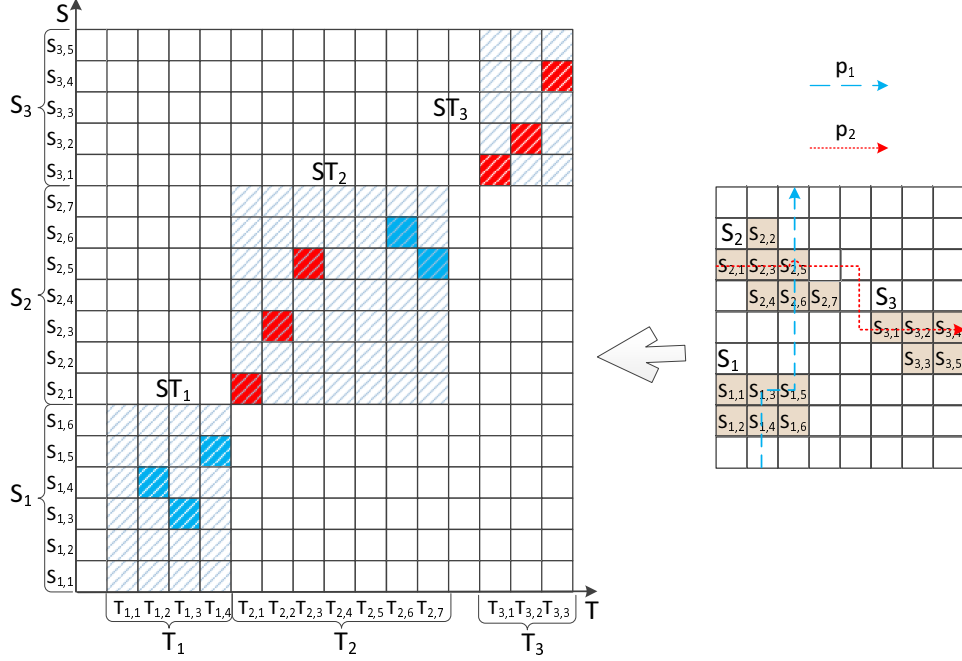 S
S3,5
S3,4
S3,3
S3,2
S3,1
S3
ST3
S2,7
S2,6
S2,5
S2,4
S2,3
S2,2
S2,1
S2
ST2
S1,6
S1,5
S1,4
S1,3
S1,2
S1,1
S1
ST1
T1,1 T1,2 T1,3 T1,4 T2,1 T2,2 T2,3 T2,4 T2,5 T2,6 T2,7 T3,1 T3,2 T3,3 T
T1 T2 T3
p1
p2
S2 S2,2
S2,1 S2,3 S2,5
S2,4 S2,6 S2,7 S3
S3,1 S3,2 S3,4
S1 S3,3 S3,5
S1,1 S1,3 S1,5
S1,2 S1,4 S1,6